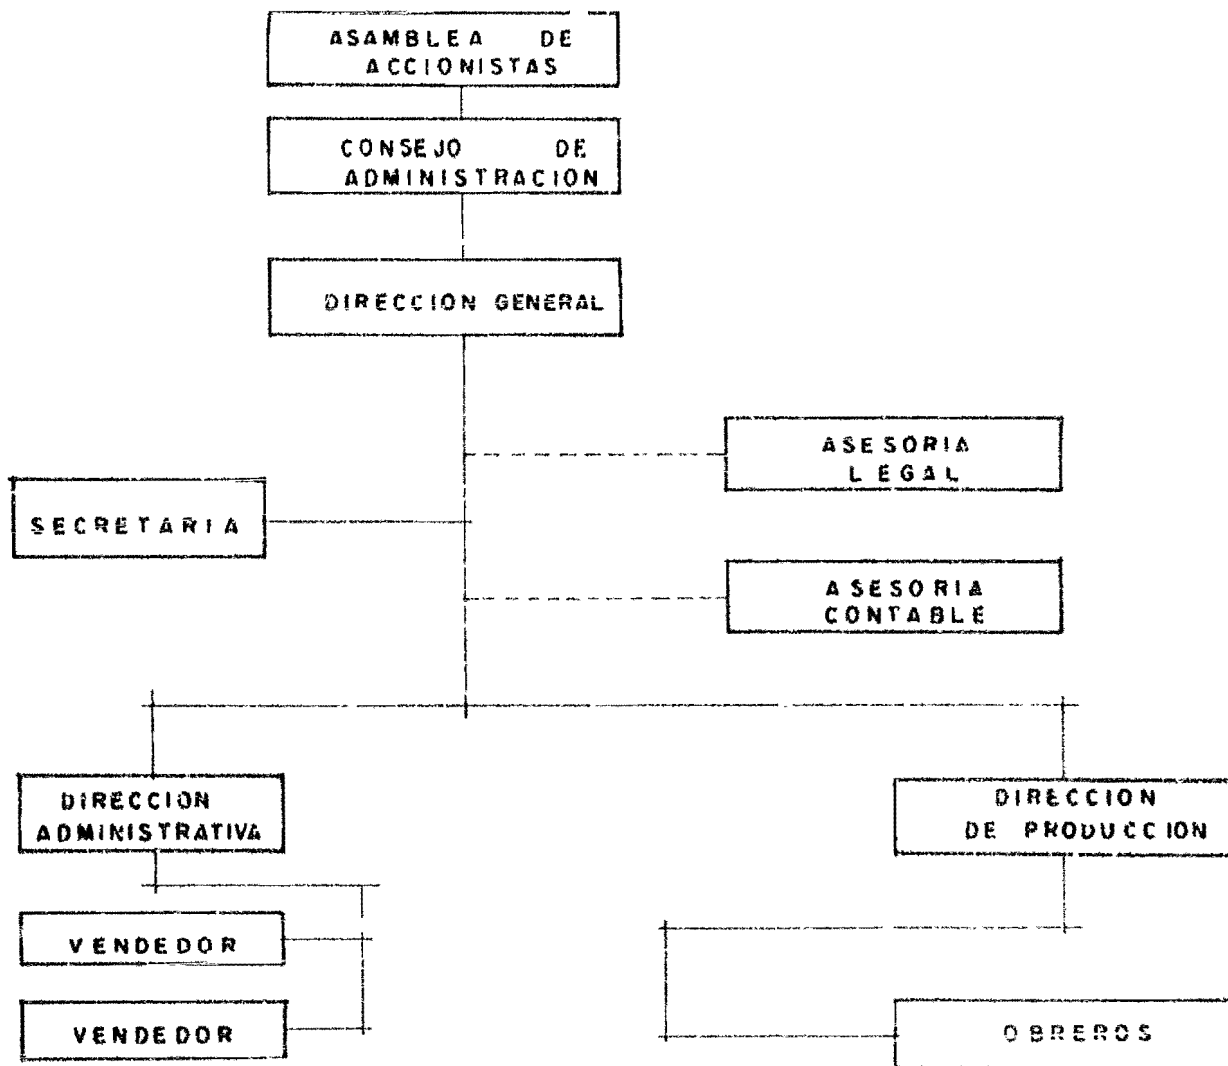 ASAMBLEA DE
ACCIONISTAS
CONSEJO DE
ADMINISTRACION
DIRECCION GENERAL
ASESORIA
LEGAL
SECRETARIA
ASESORIA
CONTABLE
DIRECCION
ADMINISTRATIVA
DIRECCION
DE PRODUCCION
VENDEDOR
VENDEDOR
OBREROS